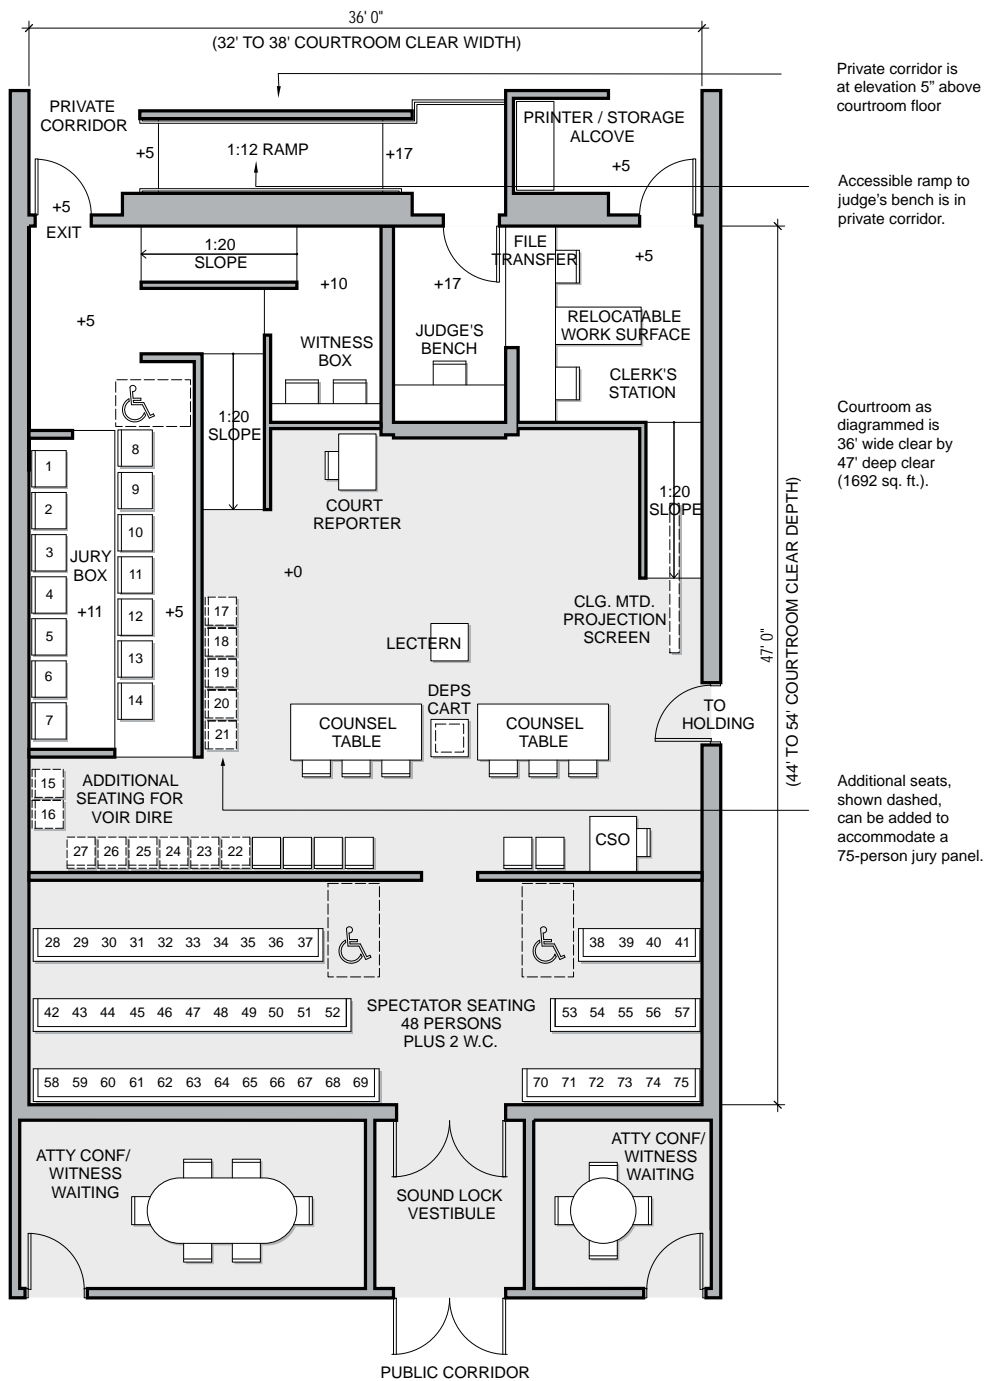 36' 0"
(32' TO 38' COURTROOM CLEAR WIDTH)
Private corridor is
at elevation 5” above
courtroom floor
PRIVATE
CORRIDOR
PRINTER / STORAGE
ALCOVE
+5
1:12 RAMP
+17
+5
Accessible ramp to
judge’s bench is in
private corridor.
+5
EXIT
1:20
SLOPE
FILE
TRANSFER
+5
+10
+17
+5
RELOCATABLE
WORK SURFACE
WITNESS
BOX
JUDGE'S
BENCH
CLERK'S
STATION
1:20
SLOPE
Courtroom as
diagrammed is
36’ wide clear by
47’ deep clear
(1692 sq. ft.).
8
1
9
2
10
3
JURY
BOX
11
4
+11
12
+5
5
13
6
14
7
COURT
REPORTER
1:20
SLOPE
+0
17
18
19
20
21
CLG. MTD.
PROJECTION
SCREEN
LECTERN
DEPS
CART
COUNSEL
TABLE
COUNSEL
TABLE
TO
HOLDING
47' 0"
(44' TO 54' COURTROOM CLEAR DEPTH)
15
16
ADDITIONAL
SEATING FOR
VOIR DIRE
Additional seats,
shown dashed,
can be added to
accommodate a
75-person jury panel.
27 26 25 24 23 22
CSO
28 29 30 31 32 33 34 35 36 37
38 39 40 41
42 43 44 45 46 47 48 49 50 51 52
SPECTATOR SEATING
48 PERSONS
PLUS 2 W.C.
53 54 55 56 57
58 59 60 61 62 63 64 65 66 67 68 69
70 71 72 73 74 75
ATTY CONF/
WITNESS
WAITING
SOUND LOCK
VESTIBULE
ATTY CONF/
WITNESS
WAITING
PUBLIC CORRIDOR